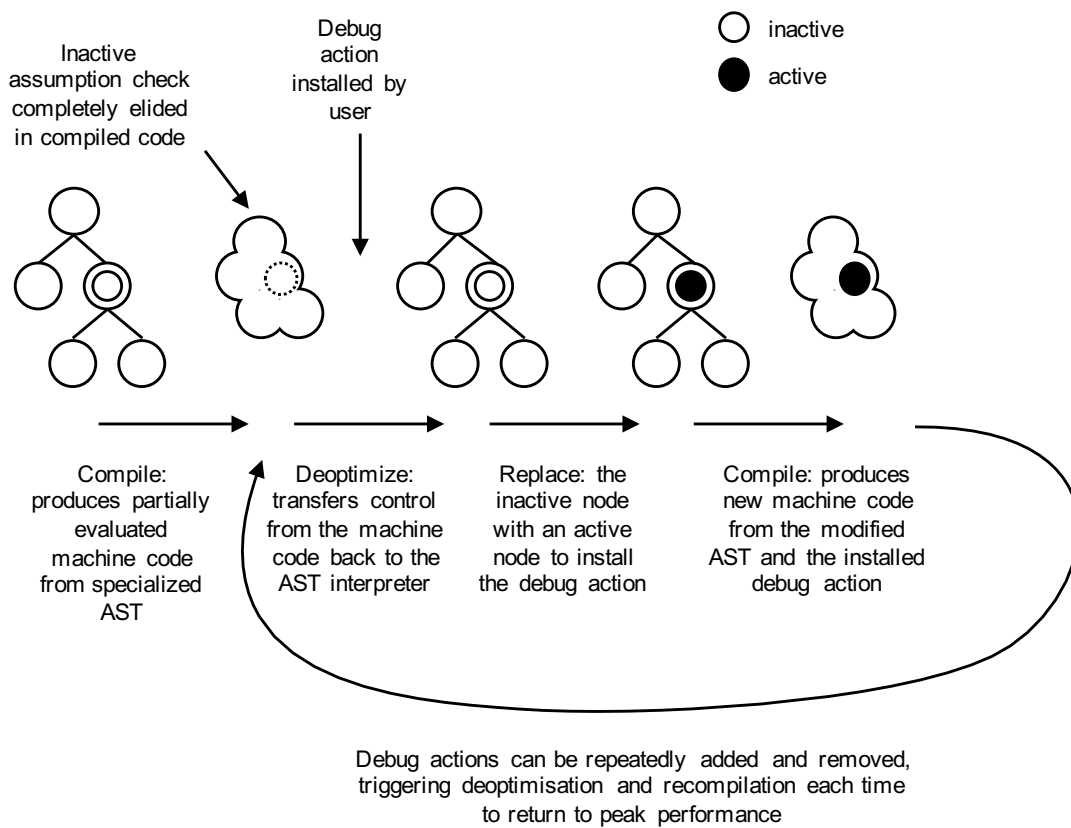 Inactive
assumption check
completely elided
in compiled code
Debug
action
installed by
user
inactive
active
Compile:
produces partially
evaluated
machine code
from specialized
AST
Deoptimize:
transfers control
from the machine
code back to the
AST interpreter
Replace: the
inactive node
with an active
node to install
the debug action
Compile: produces
new machine code
from the modified
AST and the installed
debug action
Debug actions can be repeatedly added and removed,
triggering deoptimisation and recompilation each time
to return to peak performance